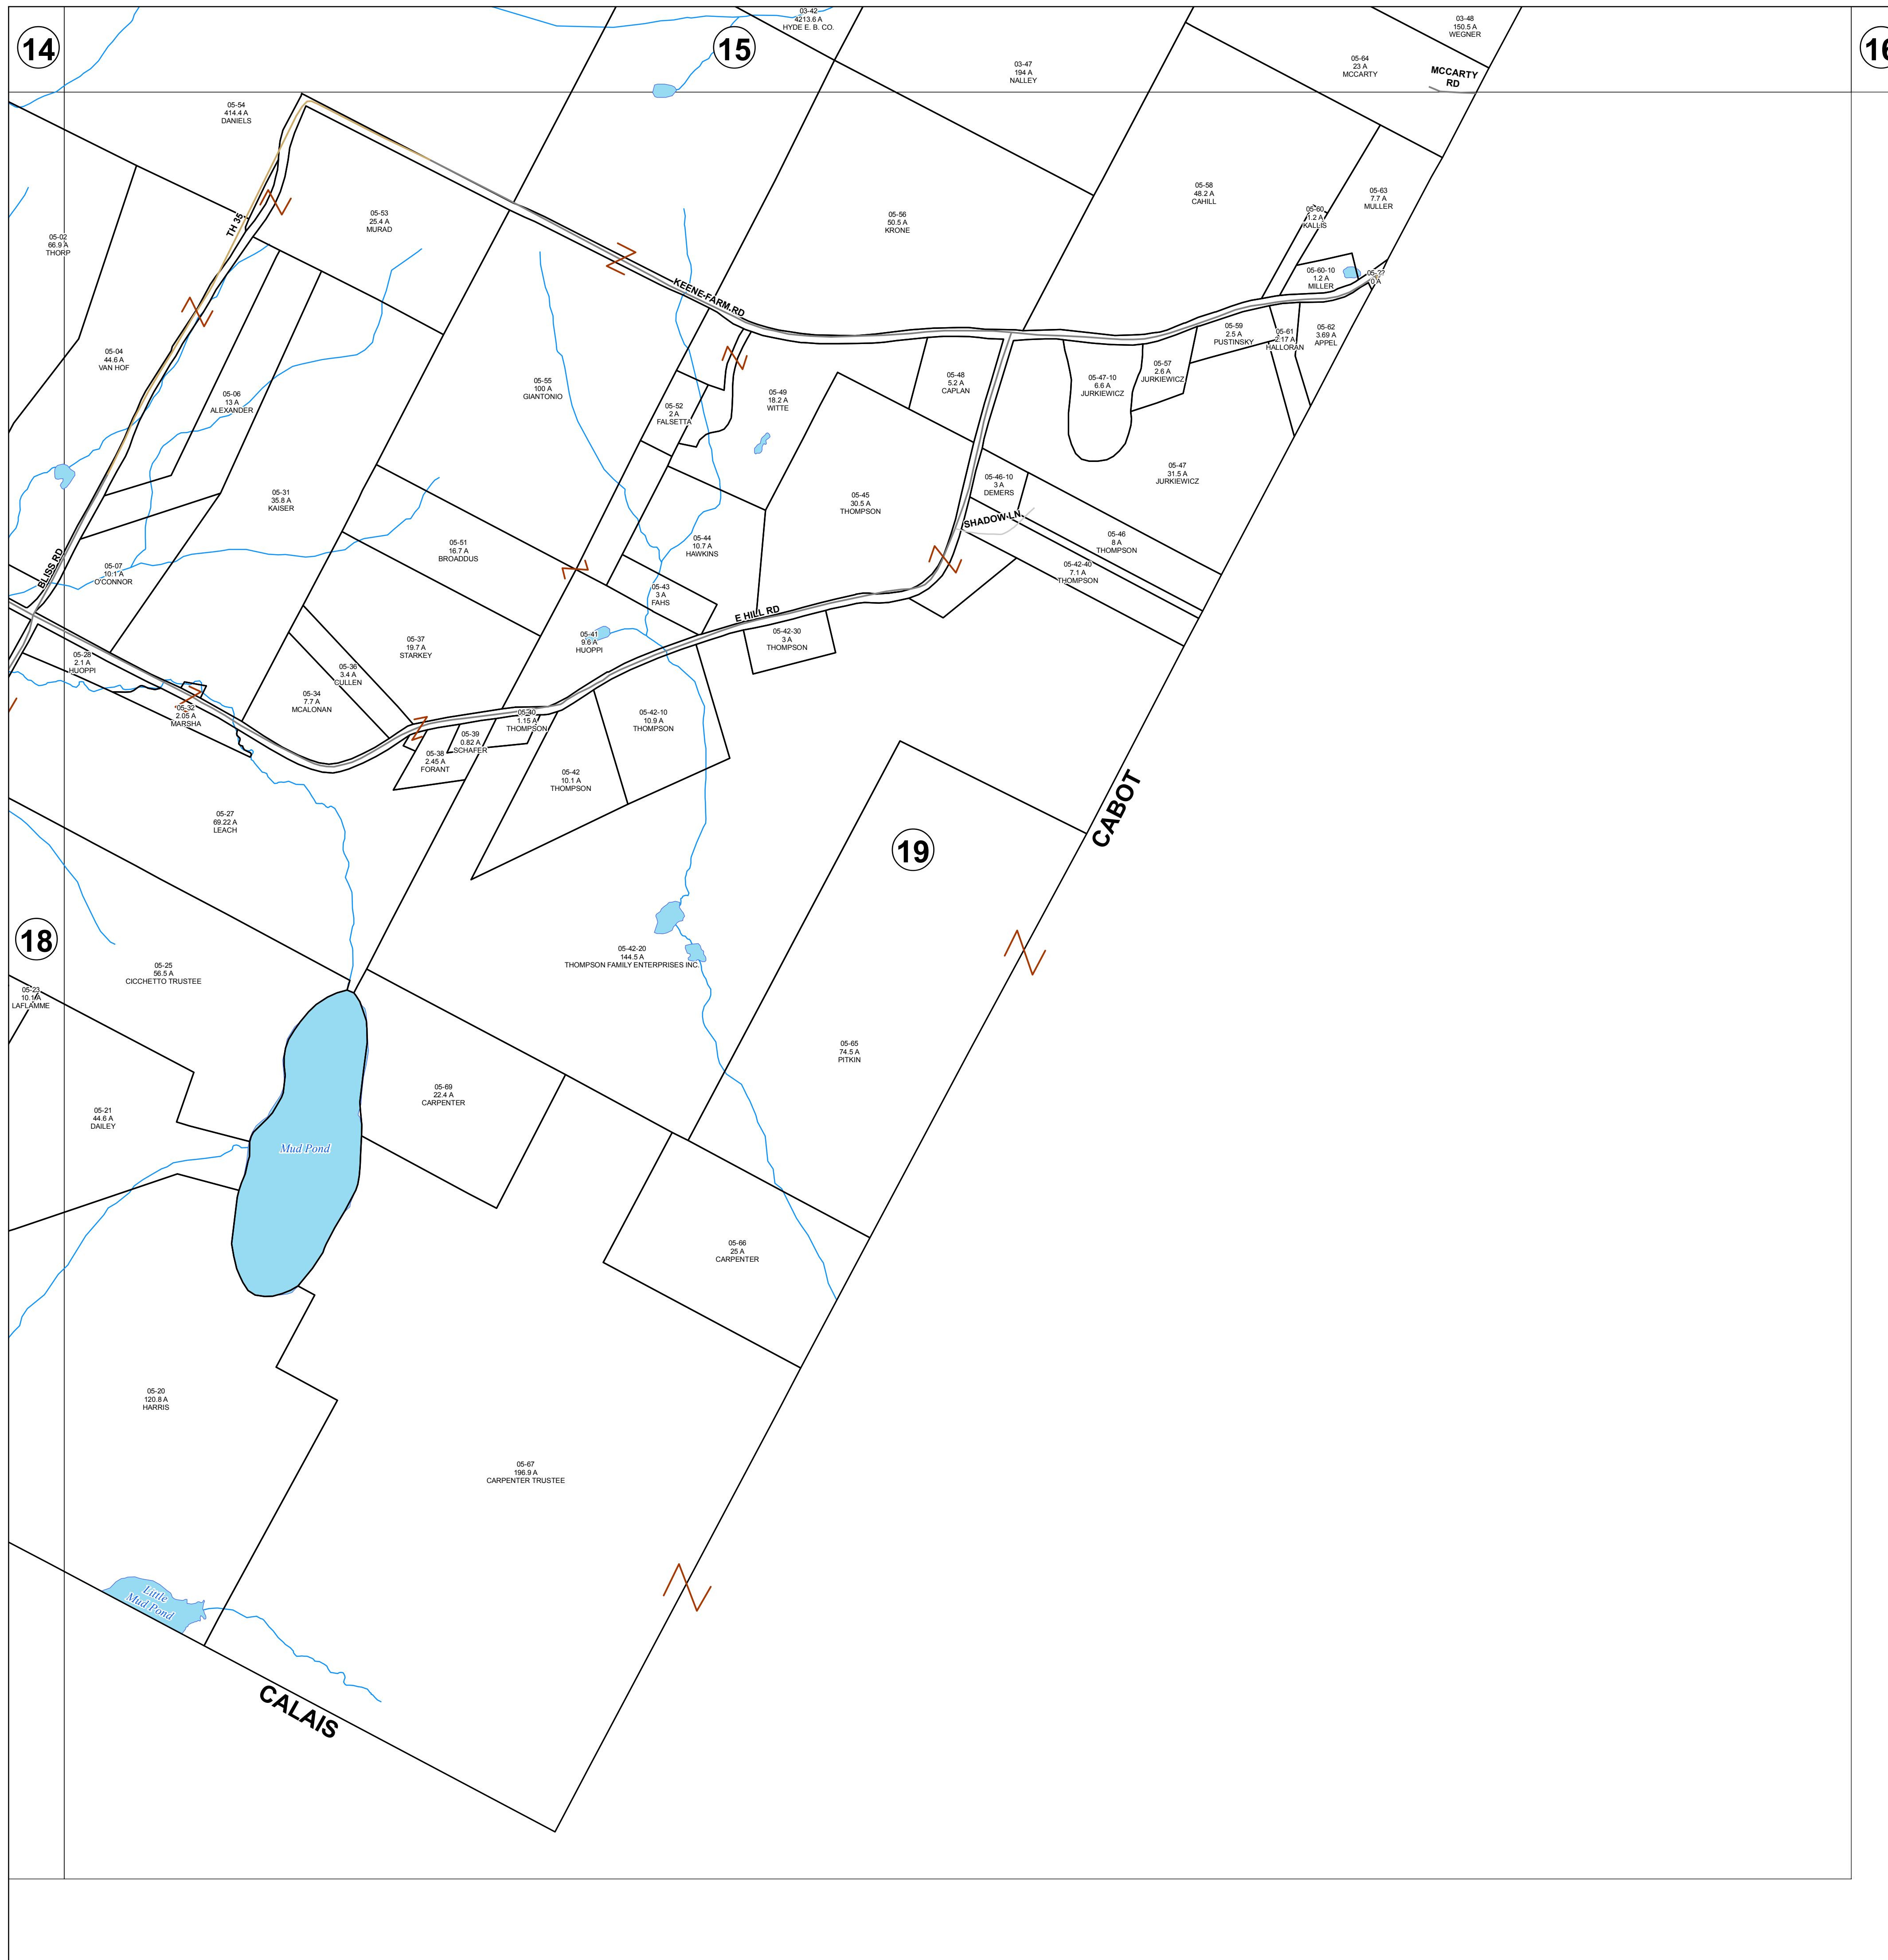 14
15
16
03-42
4213.6 A
HYDE E. B. CO.
03-47
194 A
NALLEY
03-48
150.5 A
WEGNER
05-64
23 A
MCCARTY
MCCARTY
RD
05-54
414.4 A
DANIELS
05-53
25.4 A
MURAD
TH 35
05-02
66.9 A
THORP
05-04
44.6 A
VAN HOF
05-06
13 A
ALEXANDER
05-56
50.5 A
KRONE
05-58
48.2 A
CAHILL
05-63
7.7 A
MULLER
05-60
1.2 A
KALLIS
05-60-10
1.2 A
MILLER
0 A
KEENE FARM RD
05-59
2.5 A
PUSTINSKY
05-61
2.17 A
HALLORAN
05-62
3.69 A
APPEL
05-57
2.6 A
JURKIEWICZ
05-47-10
6.6 A
JURKIEWICZ
05-48
5.2 A
CAPLAN
05-49
18.2 A
WITTE
05-52
2 A
FALSETTA
05-55
100 A
GIANTONIO
05-47
31.5 A
JURKIEWICZ
05-46-10
3 A
DEMERS
05-45
30.5 A
THOMPSON
SHADOW LN
05-46
8 A
THOMPSON
05-42-40
7.1 A
THOMPSON
05-31
35.8 A
KAISER
05-51
16.7 A
BROADDUS
05-44
10.7 A
HAWKINS
05-43
3 A
FAHS
BLISS RD
05-07
10.1 A
O'CONNOR
E HILL RD
05-42-30
3 A
THOMPSON
05-41
9.6 A
HUOPPI
05-37
19.7 A
STARKEY
05-36
3.4 A
CULLEN
05-34
7.7 A
MCALONAN
05-28
2.1 A
HUOPPI
05-32
2.05 A
MARSHA
05-40
1.15 A
THOMPSON
05-39
0.82 A
SCHAFER
05-38
2.45 A
FORANT
05-42-10
10.9 A
THOMPSON
05-42
10.1 A
THOMPSON
05-27
69.22 A
LEACH
CABOT
19
18
05-25
56.5 A
CICCHETTO TRUSTEE
05-42-20
144.5 A
THOMPSON FAMILY ENTERPRISES INC.
05-23
10.1 A
LAFLAMME
05-65
74.5 A
PITKIN
05-69
22.4 A
CARPENTER
05-21
44.6 A
DAILEY
Mud Pond
05-66
25 A
CARPENTER
05-20
120.8 A
HARRIS
05-67
196.9 A
CARPENTER TRUSTEE
Little
Mud Pond
CALAIS